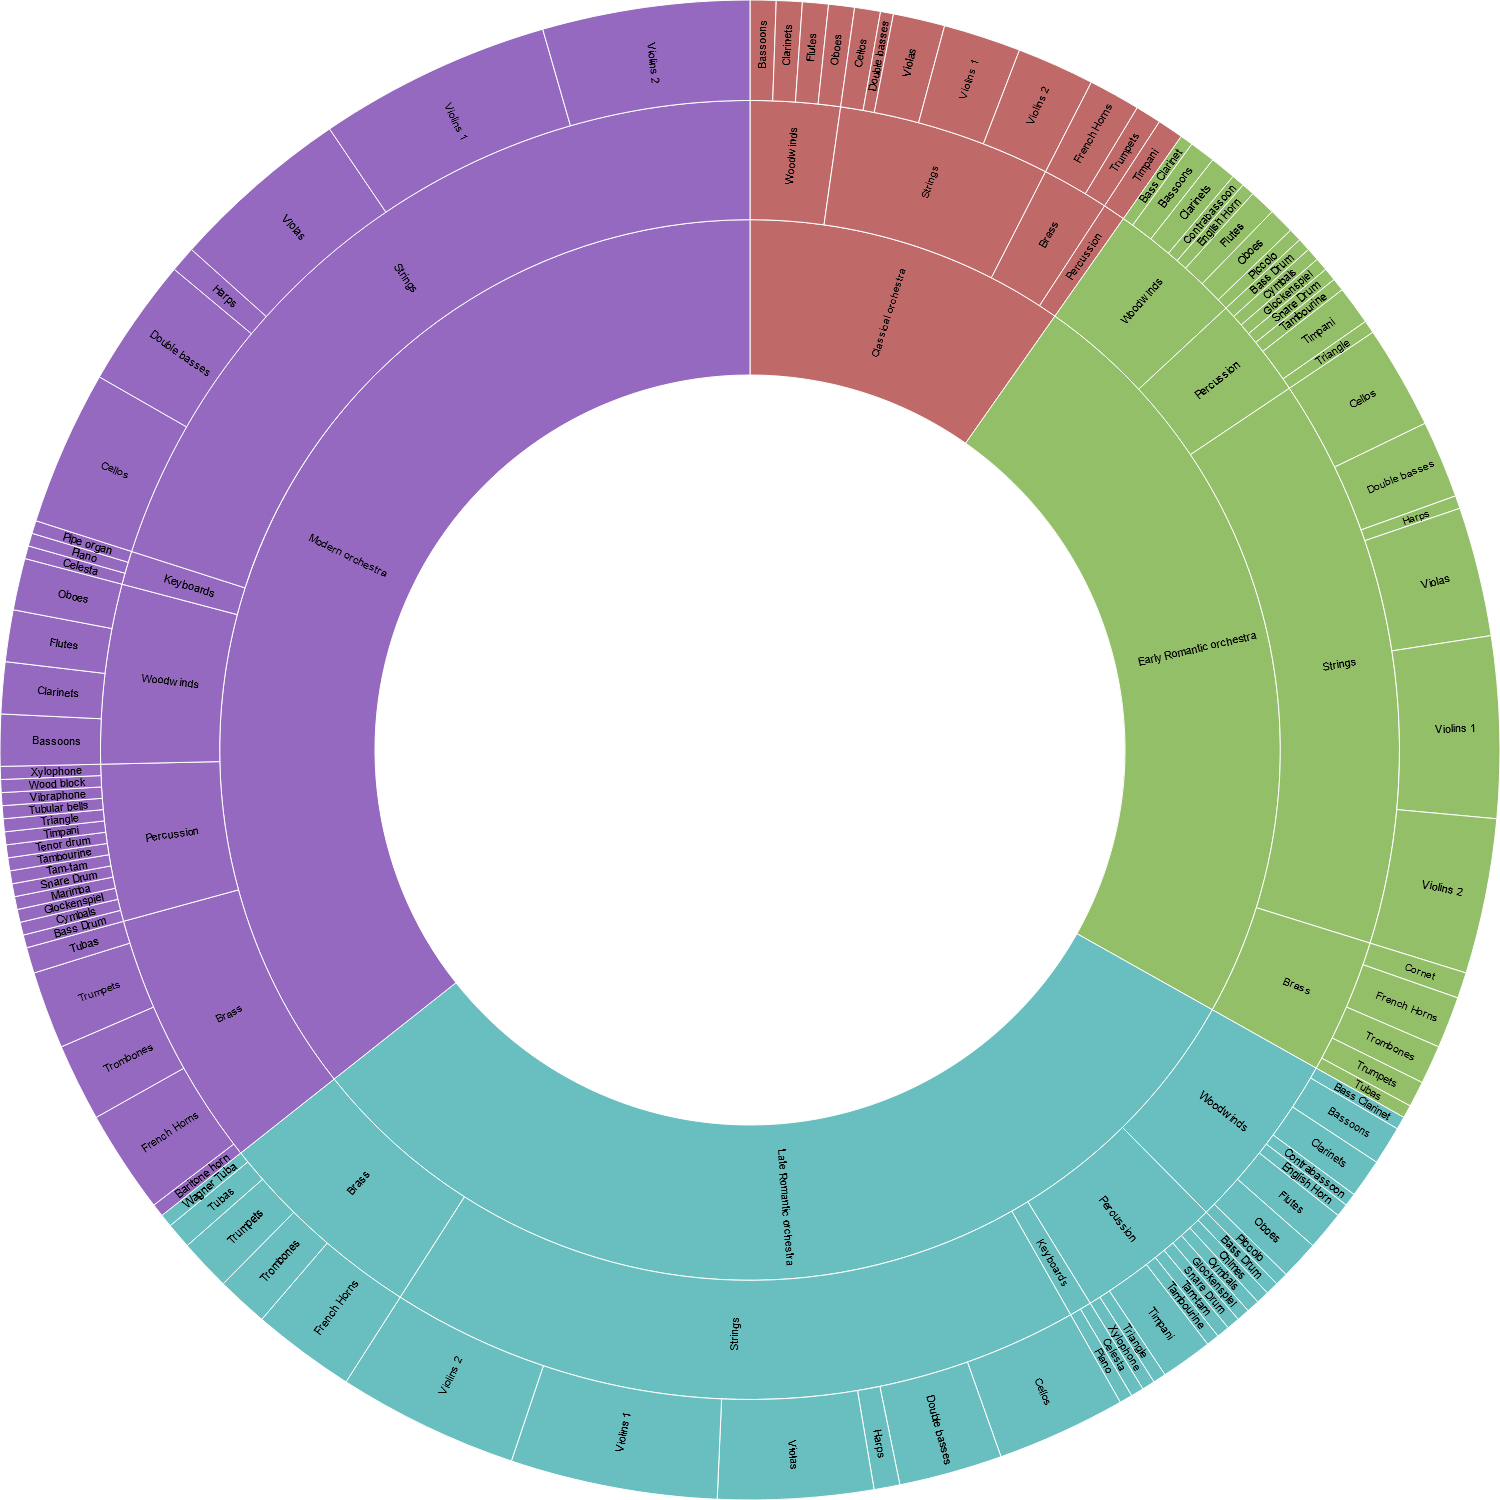 Classical orchestra
Woodwinds
Bassoons
Clarinets
Flutes
Oboes
Strings
Cellos
Double basses
Violas
Violins 1
Violins 2
Brass
French Horns
Trumpets
Percussion
Timpani
Early Romantic orchestra
Woodwinds
Bass Clarinet
Bassoons
Clarinets
Contrabassoon
English Horn
Flutes
Oboes
Piccolo
Percussion
Bass Drum
Cymbals
Glockenspiel
Snare Drum
Tambourine
Timpani
Triangle
Strings
Cellos
Double basses
Harps
Violas
Violins 1
Violins 2
Brass
Cornet
French Horns
Trombones
Trumpets
Tubas
Late Romantic orchestra
Woodwinds
Bass Clarinet
Bassoons
Clarinets
Contrabassoon
English Horn
Flutes
Oboes
Piccolo
Percussion
Bass Drum
Chimes
Cymbals
Glockenspiel
Snare Drum
Tam-tam
Tambourine
Timpani
Triangle
Xylophone
Keyboards
Celesta
Piano
Strings
Cellos
Double basses
Harps
Violas
Violins 1
Violins 2
Brass
French Horns
Trombones
Trumpets
Tubas
Wagner Tuba
Modern orchestra
Brass
Baritone horn
French Horns
Trombones
Trumpets
Tubas
Percussion
Bass Drum
Cymbals
Glockenspiel
Marimba
Snare Drum
Tam-tam
Tambourine
Tenor drum
Timpani
Triangle
Tubular bells
Vibraphone
Wood block
Xylophone
Woodwinds
Bassoons
Clarinets
Flutes
Oboes
Keyboards
Celesta
Piano
Pipe organ
Strings
Cellos
Double basses
Harps
Violas
Violins 1
Violins 2